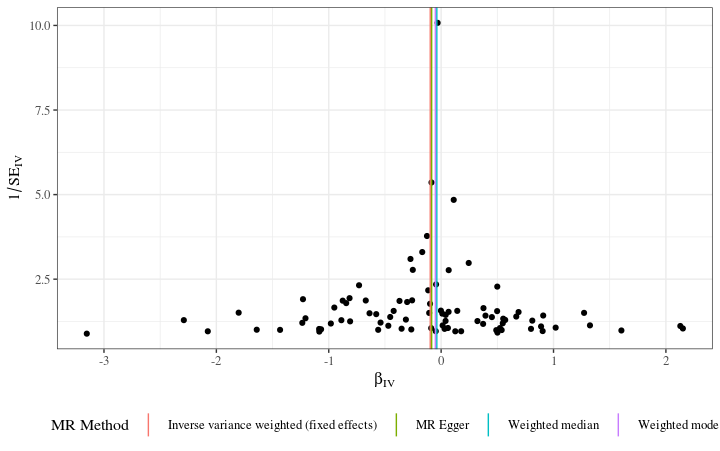 10.0
7.5
5.0
2.5
1/SE_IV
-3
-2
-1
0
1
2
β_IV
MR Method
Inverse variance weighted (fixed effects)
MR Egger
Weighted median
Weighted mode